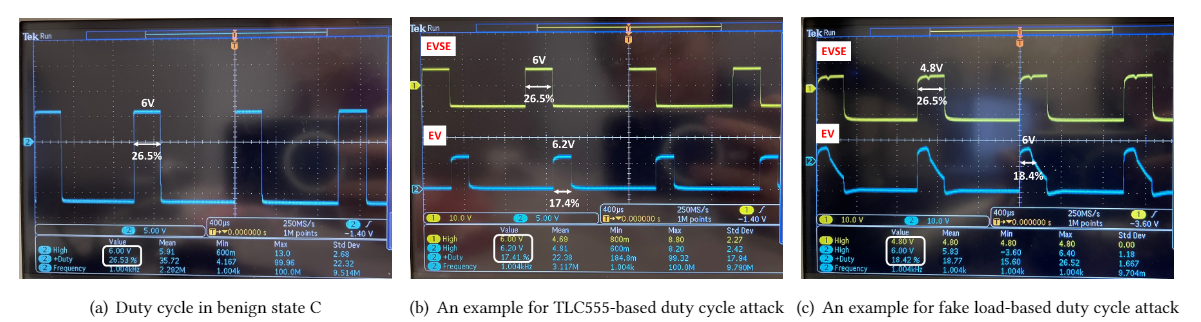 Tek Run
T
T
6V
26.5%
2
2 5.00 V
400μs
250MS/s
1M points
2
-1.40 V
T→▼0.000000 s
Value Mean Min Max Std Dev
2 High 6.00 V 5.91 600m 13.0 2.68
2 +Duty 26.53 % 35.72 4.167 89.96 22.32
2 Frequency 1.004kHz 2.202M 1.004k 100.0M 9.514M
(a) Duty cycle in benign state C
Tek Run
T
T
EVSE
6V
1
26.5%
EV
6.2V
2
17.4%
1 10.0 V 2 5.00 V
400μs
250MS/s
1M points
1
-1.40 V
T→▼0.000000 s
Value Mean Min Max Std Dev
1 High 6.00 V 4.60 800m 8.80 2.27
2 High 6.20 V 4.81 600m 6.20 2.42
2 +Duty 17.41 % 22.38 184.8m 99.32 17.94
2 Frequency 1.004kHz 3.117M 1.004k 100.0M 9.790M
(b) An example for TLC555-based duty cycle attack
Tek Run
T
T
EVSE
4.8V
1
26.5%
EV
6V
2
18.4%
1 10.0 V 2 10.0 V
400μs
250MS/s
1M points
1
-3.60 V
T→▼0.000000 s
Value Mean Min Max Std Dev
1 High 4.80 V 4.80 4.80 4.80 0.00
2 High 6.00 V 5.83 -3.60 6.40 1.18
2 +Duty 18.42 % 18.77 15.60 26.52 1.667
2 Frequency 1.004kHz 1.004k 1.004k 1.004k 9.704m
(c) An example for fake load-based duty cycle attack